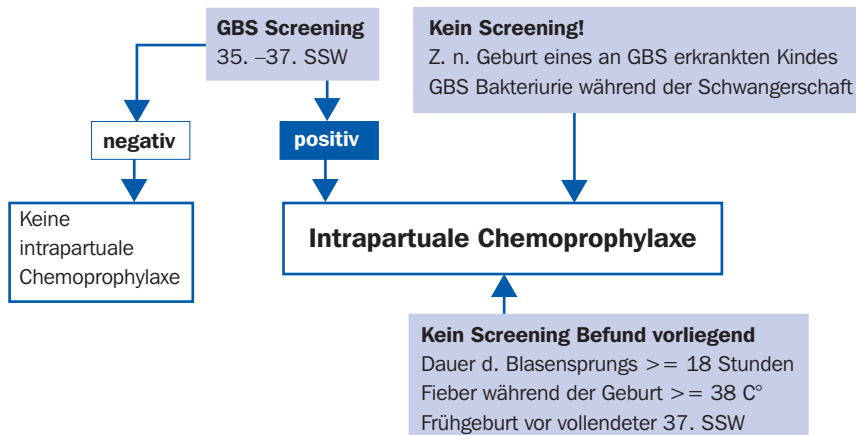 GBS Screening
35. –37. SSW
Kein Screening!
Z. n. Geburt eines an GBS erkrankten Kindes
GBS Bakteriurie während der Schwangerschaft
negativ
positiv
Keine
intrapartuale
Chemoprophylaxe
Intrapartuale Chemoprophylaxe
Kein Screening Befund vorliegend
Dauer d. Blasensprungs >= 18 Stunden
Fieber während der Geburt >= 38 C°
Frühgeburt vor vollendeter 37. SSW